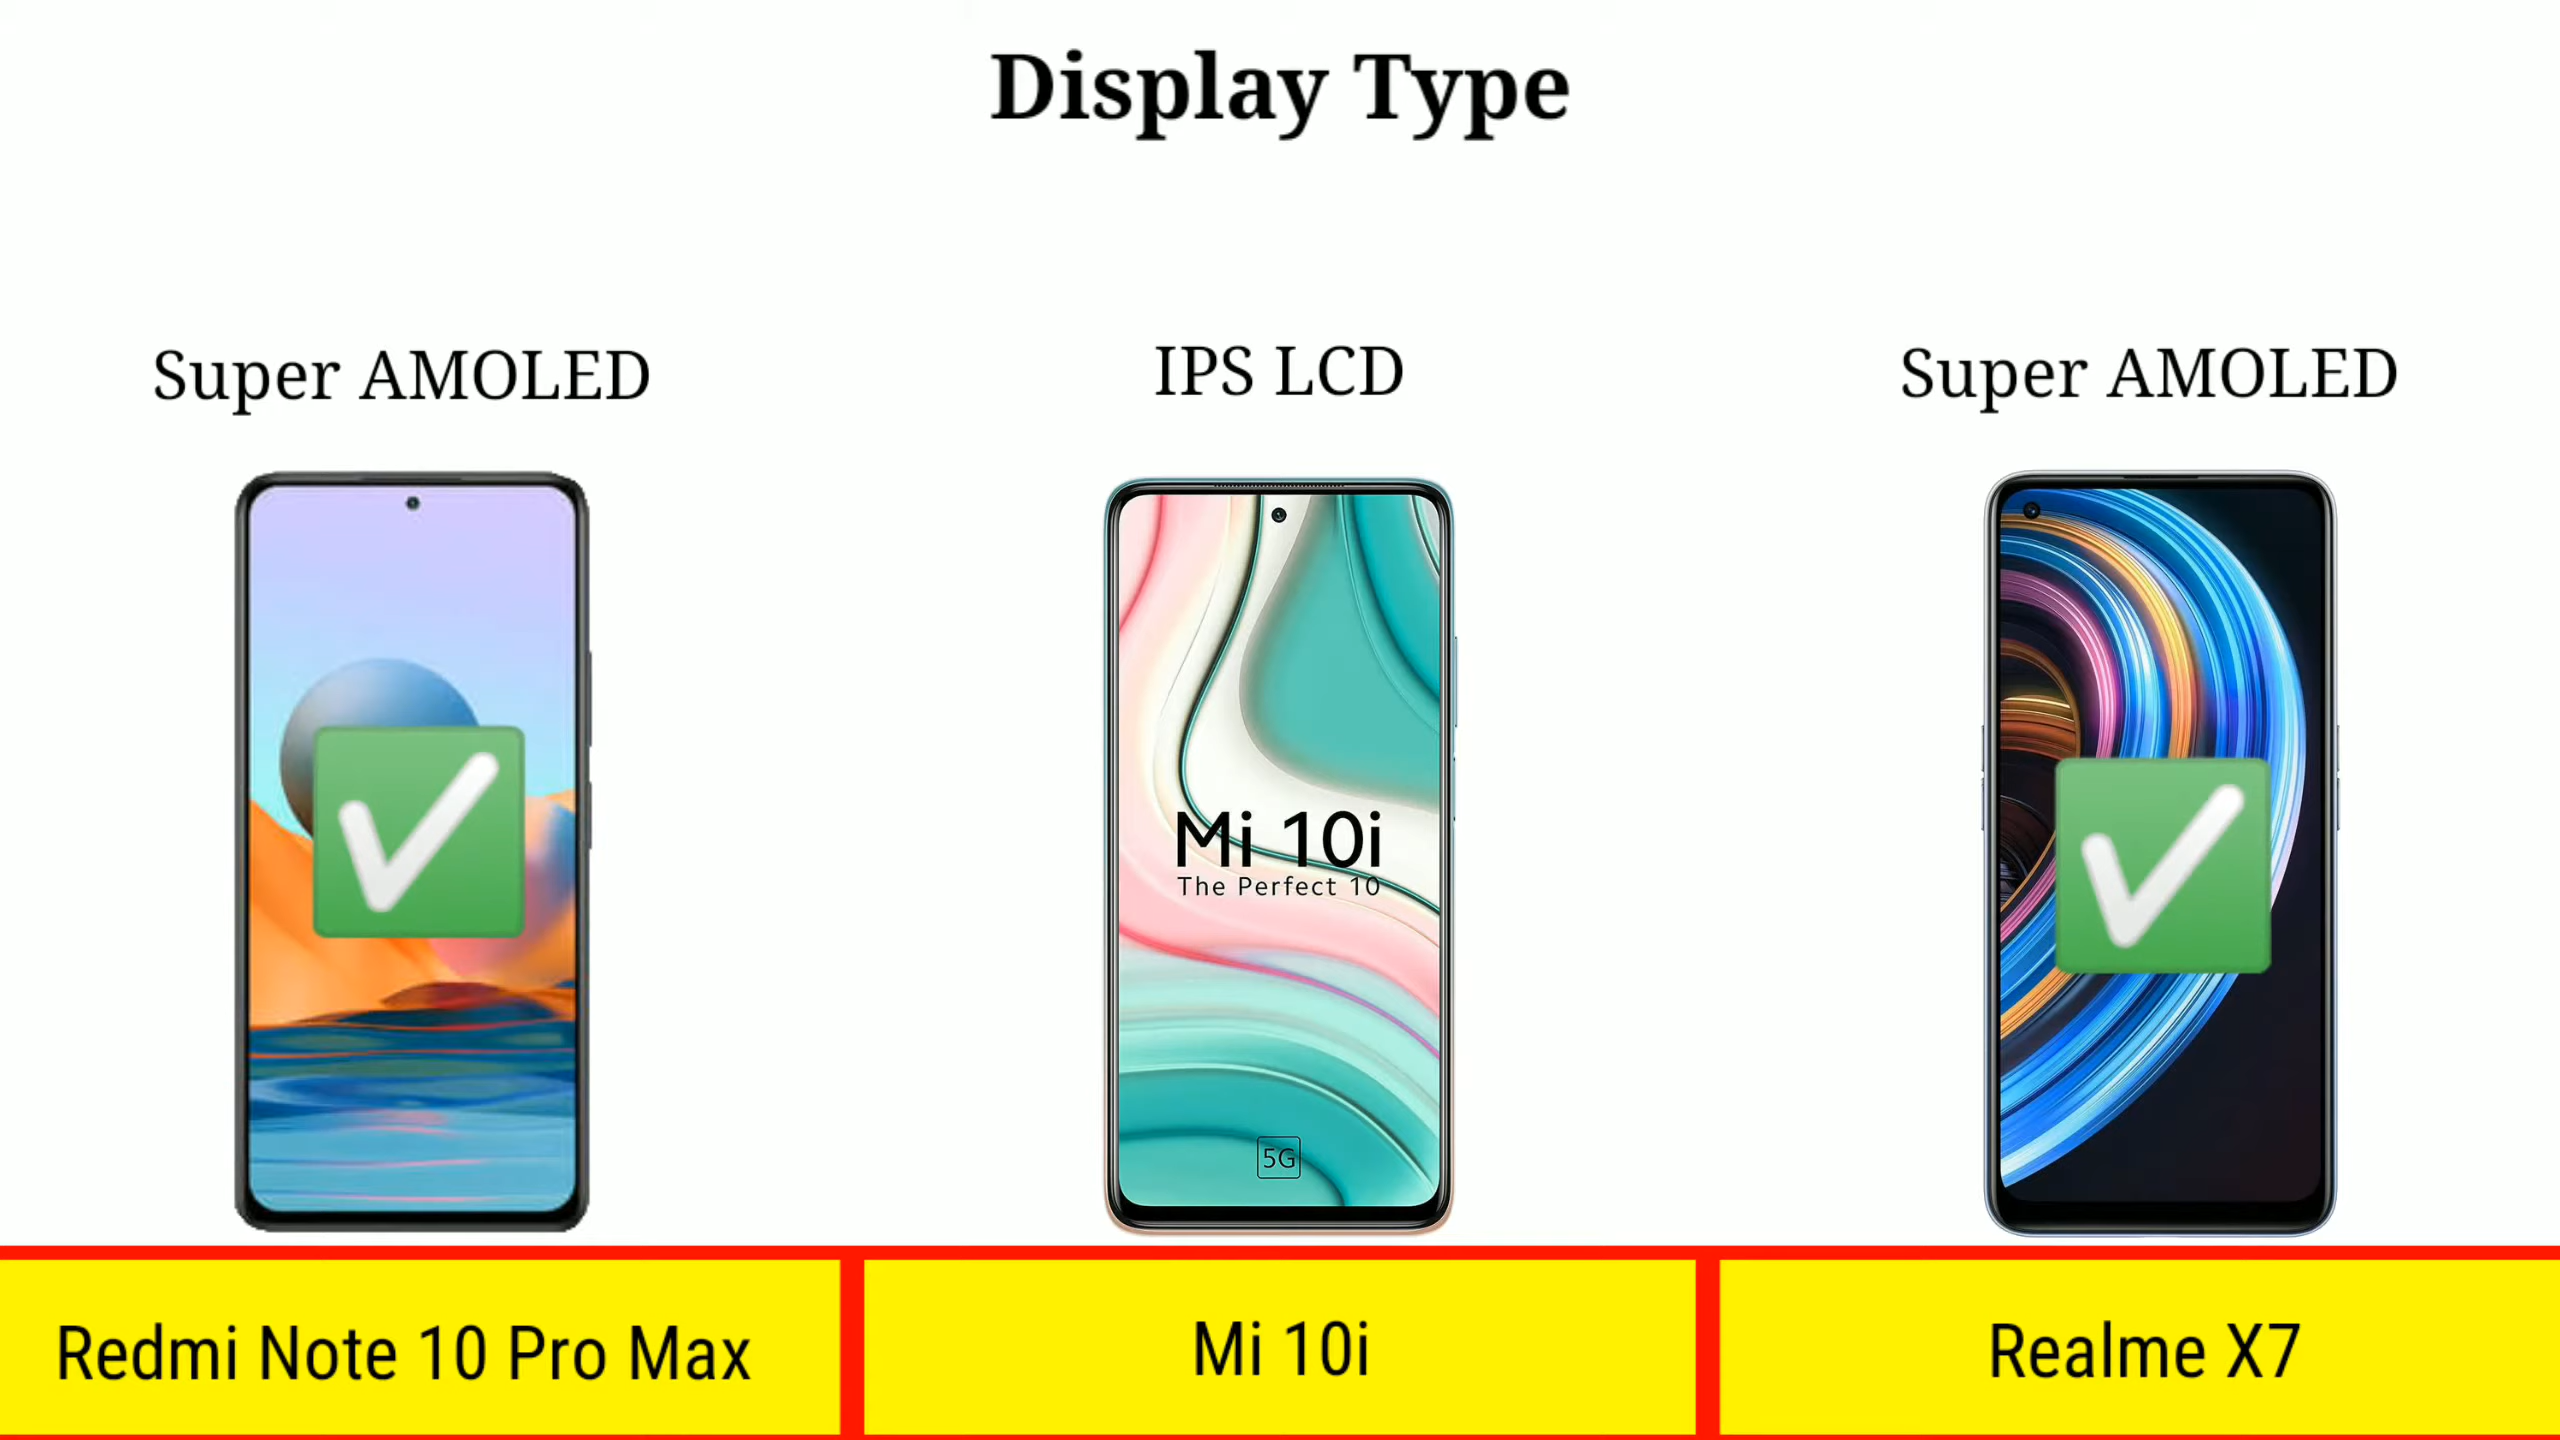 Display Type
Super AMOLED
IPS LCD
Super AMOLED
Mi 10i
The Perfect 10
5G
Redmi Note 10 Pro Max
Mi 10i
Realme X7